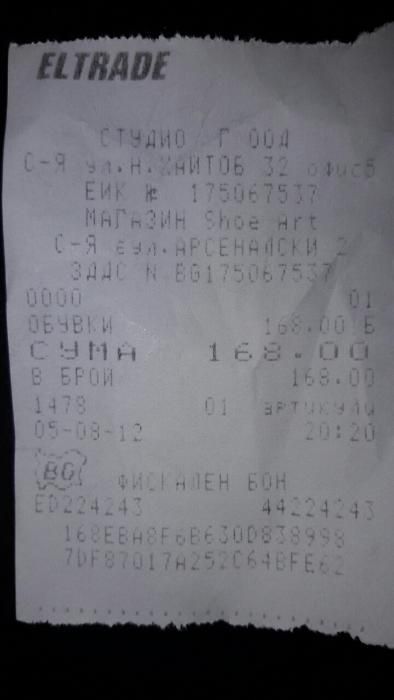 ELTRADE
СТУДИО Г ООД
С-Я ул.Н.ХАИТОВ 32 офис5
ЕИК № 175067537
МАГАЗИН Shoe Art
С-Я бул.АРСЕНАЛСКИ 2
ЗДДС N BG175067537
0000 01
ОБУВКИ 168.00 Б
СУМА 168.00
В БРОЙ 168.00
1478 01 артикули
05-08-12 20:20
BG ФИСКАЛЕН БОН
ED224243 44224243
168EBA8F6B630D838998
7DF87017A252C64BFE62